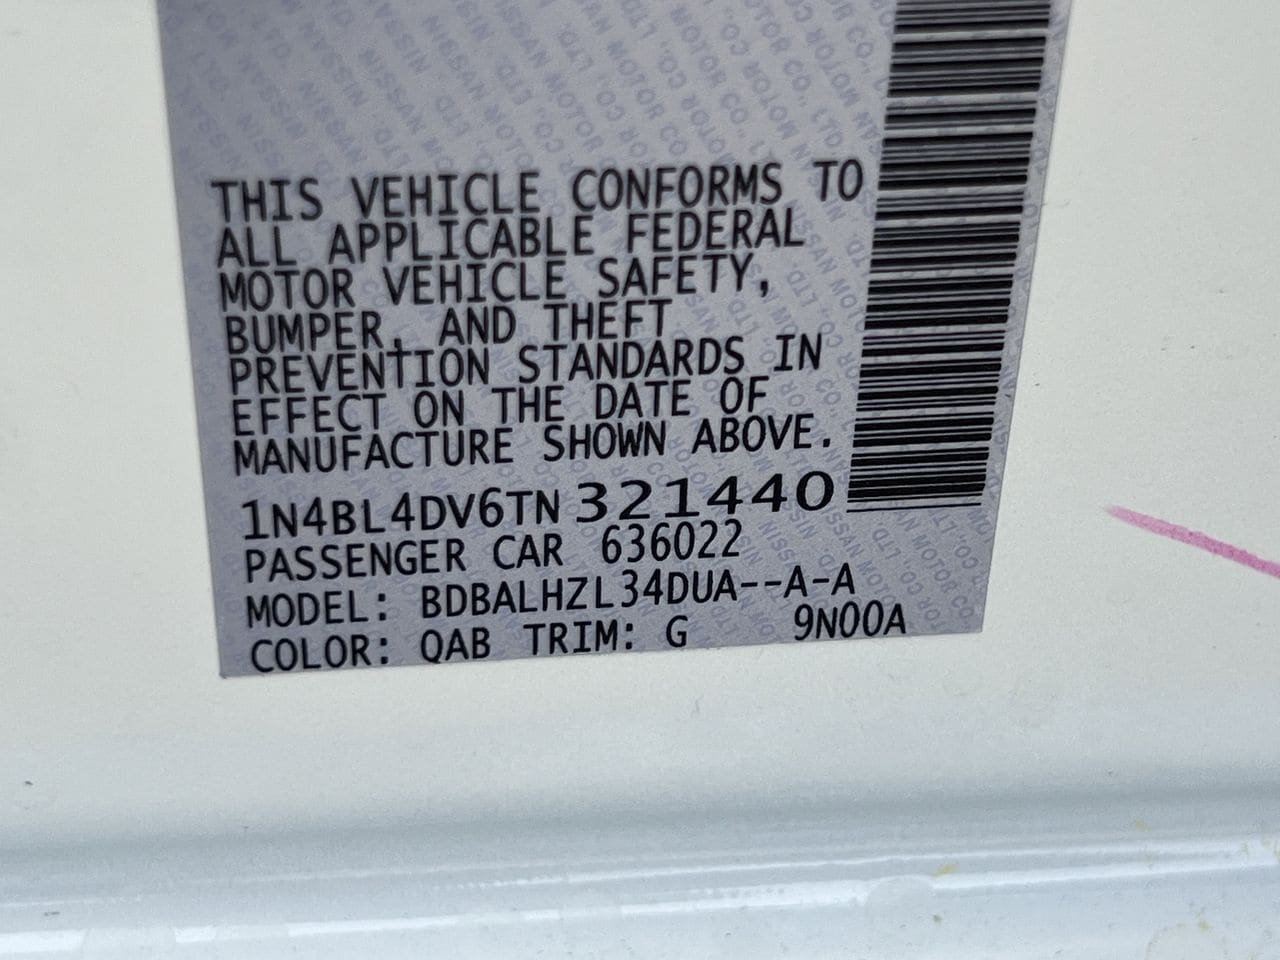 THIS VEHICLE CONFORMS TO
ALL APPLICABLE FEDERAL
MOTOR VEHICLE SAFETY,
BUMPER, AND THEFT
PREVENTION STANDARDS IN
EFFECT ON THE DATE OF
MANUFACTURE SHOWN ABOVE.
1N4BL4DV6TN321440
PASSENGER CAR 636022
MODEL: BDBALHZL34DUA--A-A
COLOR: QAB TRIM: G 9N00A